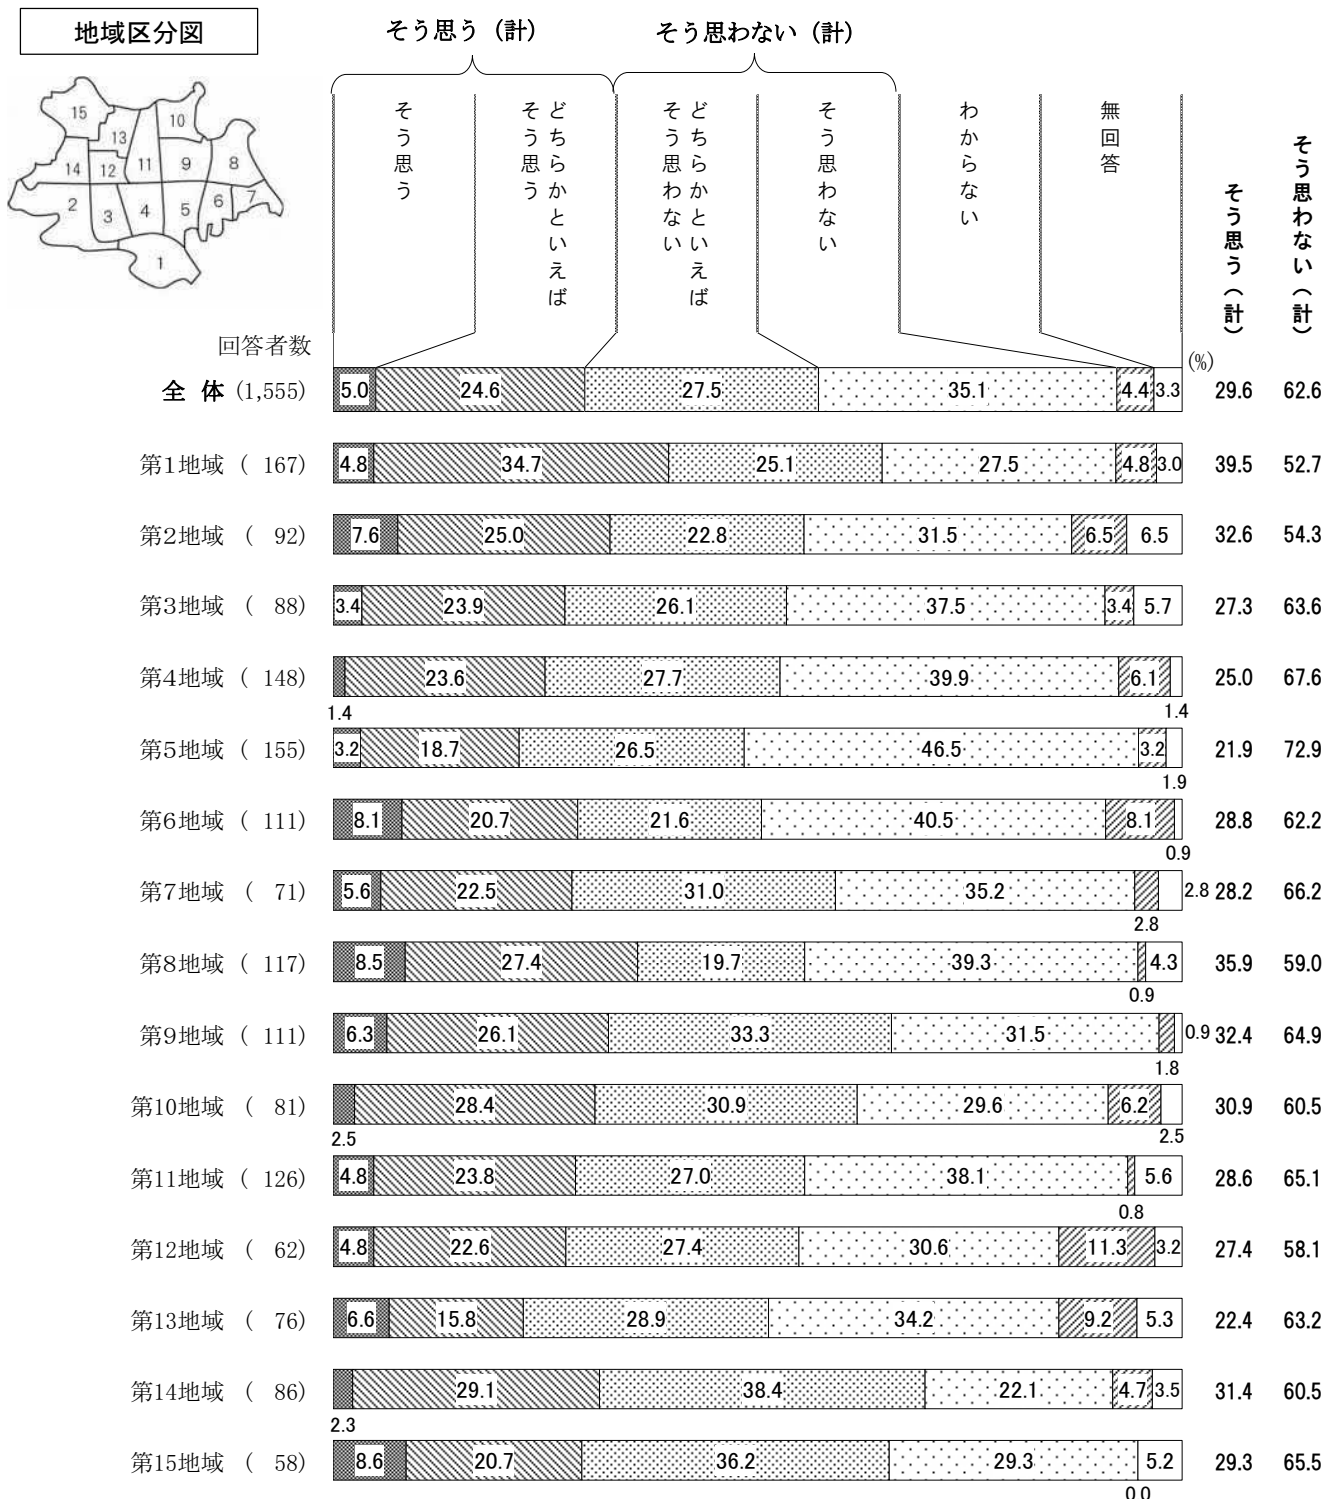 地域区分図
15
13
10
14
12
11
9
8
2
3
4
5
6
7
1
そう思う（計）
そう思わない（計）
そう思う
どちらかといえば
そう思う
どちらかといえば
そう思わない
そう思わない
わからない
無回答
そう思う（計）
そう思わない（計）
回答者数
(%)
全 体 (1,555) 5.0 24.6 27.5 35.1 4.4 3.3 29.6 62.6
第1地域 ( 167) 4.8 34.7 25.1 27.5 4.8 3.0 39.5 52.7
第2地域 ( 92) 7.6 25.0 22.8 31.5 6.5 6.5 32.6 54.3
第3地域 ( 88) 3.4 23.9 26.1 37.5 3.4 5.7 27.3 63.6
第4地域 ( 148) 23.6 27.7 39.9 6.1 25.0 67.6
1.4 1.4
第5地域 ( 155) 3.2 18.7 26.5 46.5 3.2 21.9 72.9
1.9
第6地域 ( 111) 8.1 20.7 21.6 40.5 8.1 28.8 62.2
0.9
第7地域 ( 71) 5.6 22.5 31.0 35.2 2.8 28.2 66.2
2.8
第8地域 ( 117) 8.5 27.4 19.7 39.3 4.3 35.9 59.0
0.9
第9地域 ( 111) 6.3 26.1 33.3 31.5 0.9 32.4 64.9
1.8
第10地域 ( 81) 28.4 30.9 29.6 6.2 30.9 60.5
2.5 2.5
第11地域 ( 126) 4.8 23.8 27.0 38.1 5.6 28.6 65.1
0.8
第12地域 ( 62) 4.8 22.6 27.4 30.6 11.3 3.2 27.4 58.1
第13地域 ( 76) 6.6 15.8 28.9 34.2 9.2 5.3 22.4 63.2
第14地域 ( 86) 29.1 38.4 22.1 4.7 3.5 31.4 60.5
2.3
第15地域 ( 58) 8.6 20.7 36.2 29.3 5.2 29.3 65.5
0.0